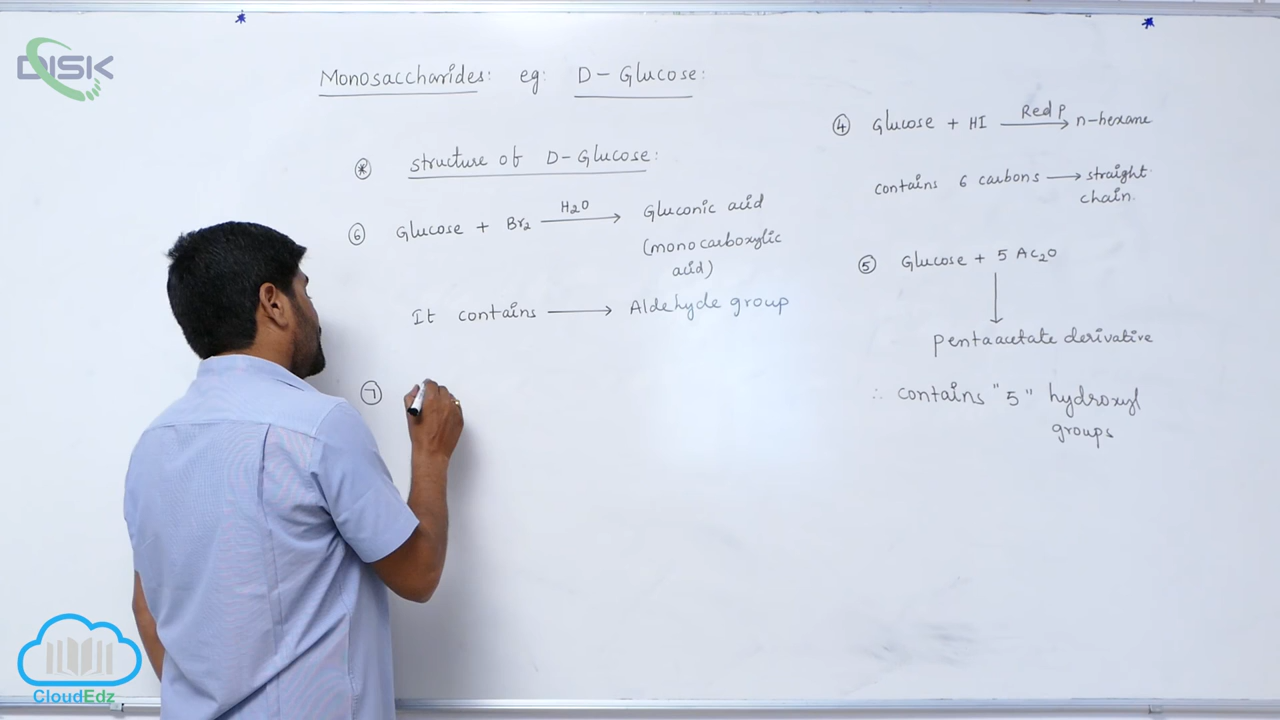 DISK
Monosaccharides: eg: D-Glucose:
* structure of D-Glucose:
6 Glucose + Br2 H2O → Gluconic acid
(monocarboxylic
acid)
It contains → Aldehyde group
7
4 Glucose + HI Red P → n-hexane
contains 6 carbons → straight
chain.
5 Glucose + 5 Ac2O
↓
pentaacetate derivative
∴ contains "5" hydroxyl
groups
CloudEdz